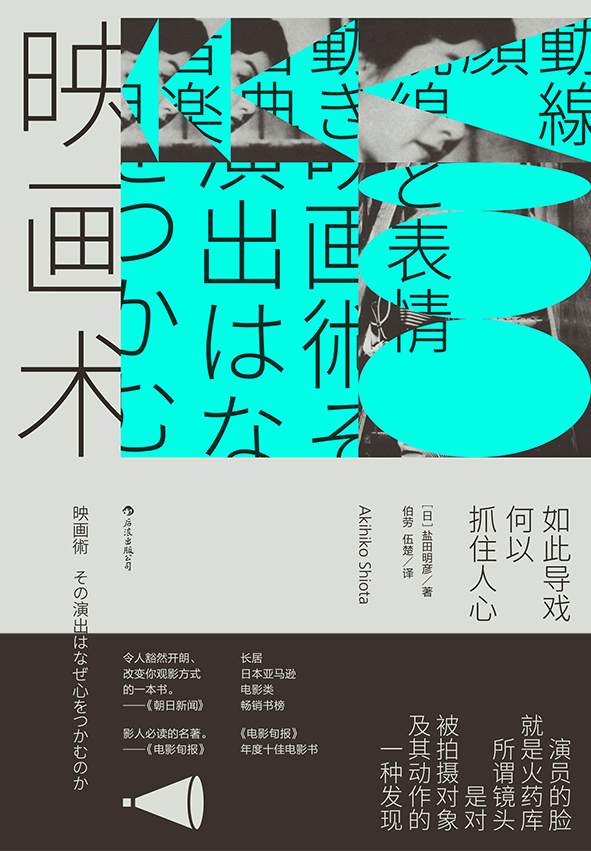 映画术
動線
顔
視線
と表情
動き
音楽
映画術 そ
演出はな
をつかむ
如此导戏
何以
抓住人心
[日]盐田明彦／著
伯劳 伍楚／译
Akihiko Shiota
后浪出版公司
映画術 その演出はなぜ心をつかむのか
令人豁然开朗、
改变你观影方式
的一本书。
——《朝日新闻》
影人必读的名著。
——《电影旬报》
长居
日本亚马逊
电影类
畅销书榜
《电影旬报》
年度十佳电影书
演员的脸
就是火药库
所谓镜头
是对
被拍摄对象
及其动作的
一种发现